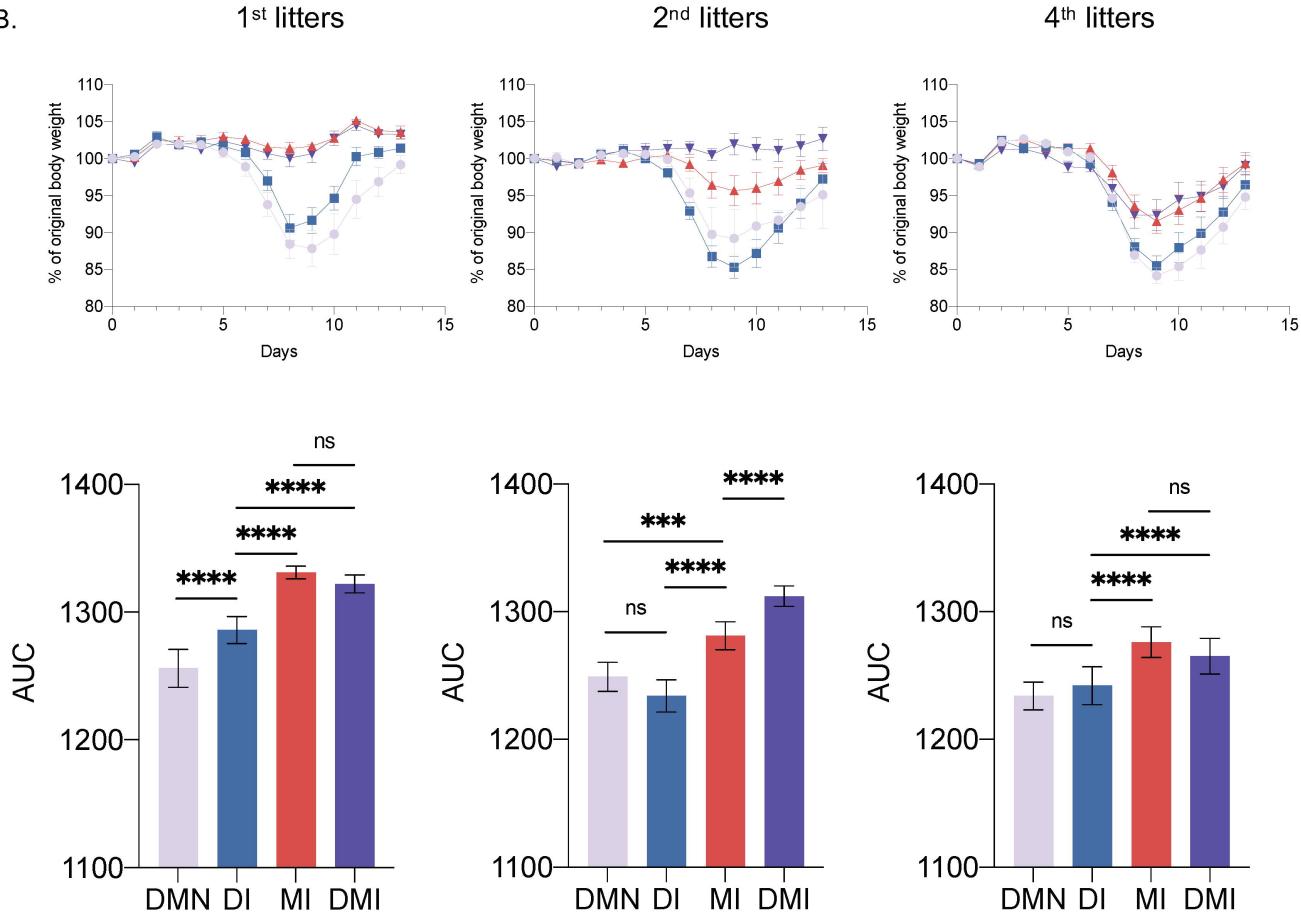 B.
1st litters
2nd litters
4th litters
% of original body weight
110
105
100
95
90
85
80
0
5
10
15
Days
% of original body weight
110
105
100
95
90
85
80
0
5
10
15
Days
% of original body weight
110
105
100
95
90
85
80
0
5
10
15
Days
AUC
1400
1300
1200
1100
ns
****
****
****
DMN DI MI DMI
AUC
1400
1300
1200
1100
****
***
****
ns
DMN DI MI DMI
AUC
1400
1300
1200
1100
ns
****
****
ns
DMN DI MI DMI